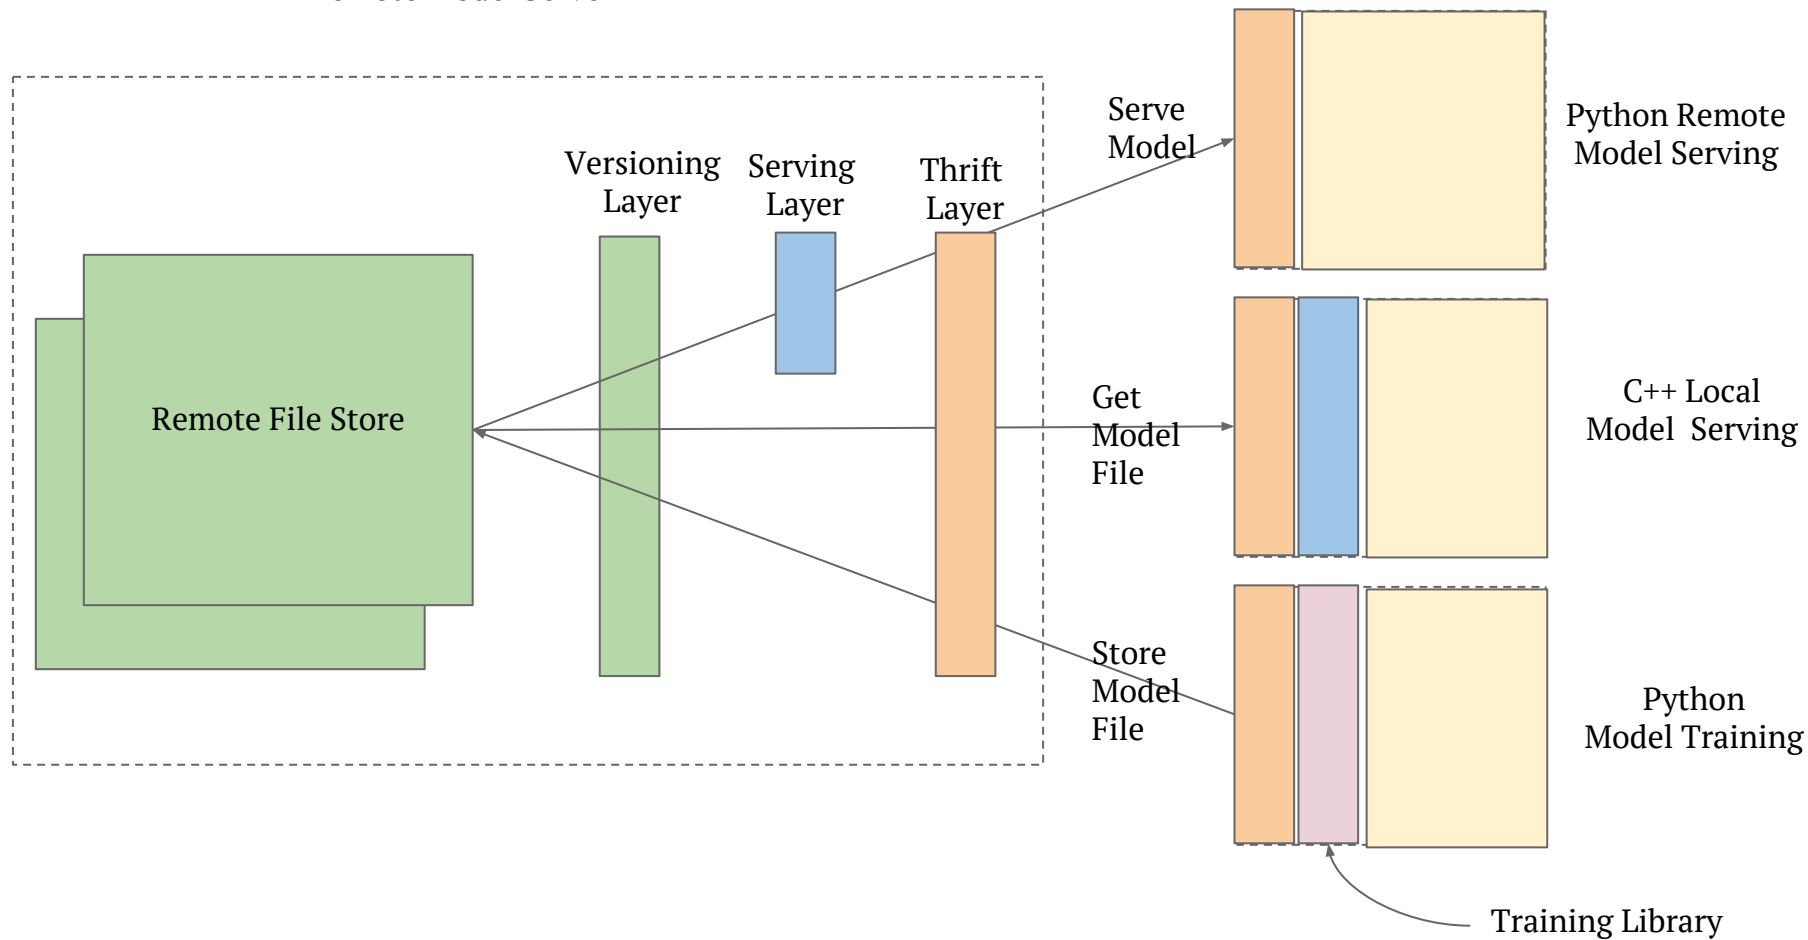 Versioning
Layer
Serving
Layer
Thrift
Layer
Remote File Store
Serve
Model
Get
Model
File
Store
Model
File
Python Remote
Model Serving
C++ Local
Model  Serving
Python
Model Training
Training Library